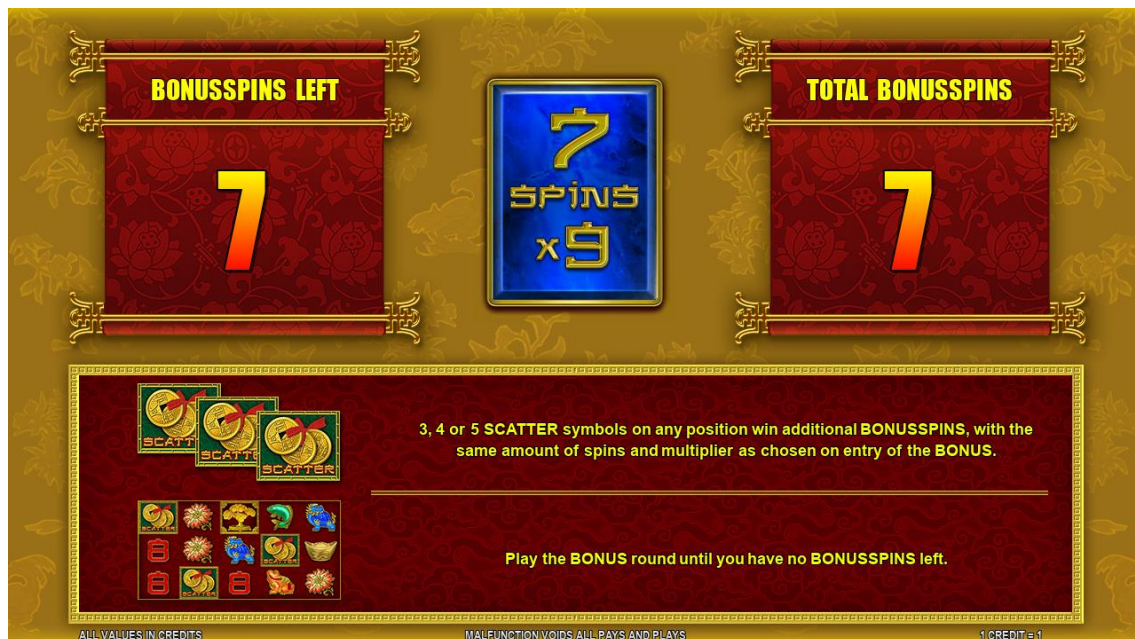 BONUSSPINS LEFT
7
7
SPINS
x9
TOTAL BONUSSPINS
7
SCATTER
3, 4 or 5 SCATTER symbols on any position win additional BONUSSPINS, with the
same amount of spins and multiplier as chosen on entry of the BONUS.
SCATTER
SCATTER
SCATTER
Play the BONUS round until you have no BONUSSPINS left.
ALL VALUES IN CREDITS
MALFUNCTION VOIDS ALL PAYS AND PLAYS
1 CREDIT = 1